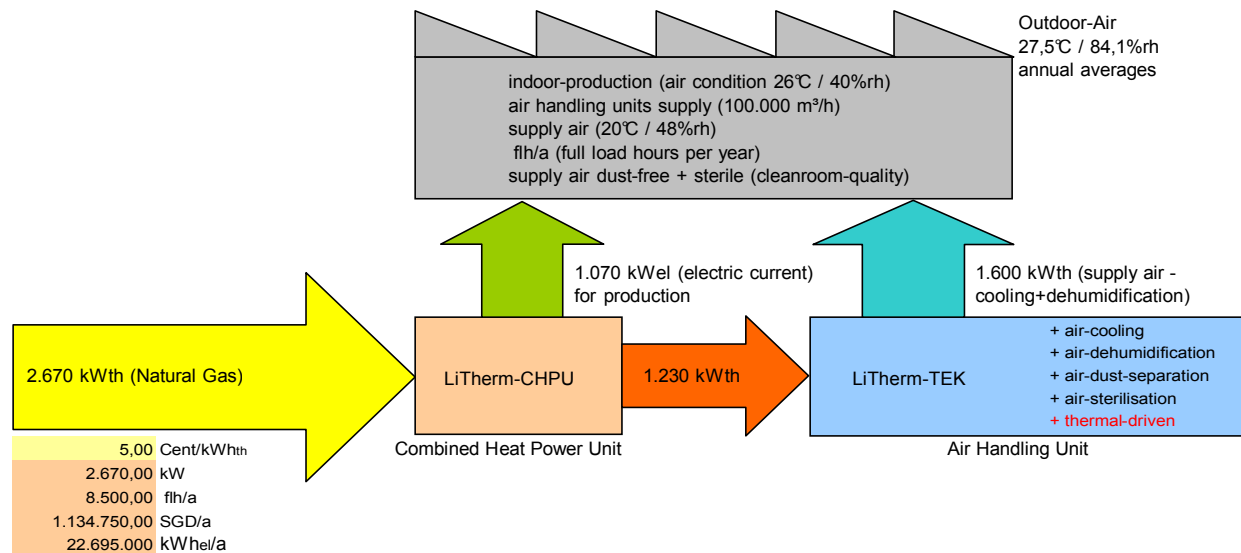 Outdoor-Air
27,5℃ / 84,1%rh
annual averages
indoor-production (air condition 26℃ / 40%rh)
air handling units supply (100.000 m³/h)
supply air (20℃ / 48%rh)
flh/a (full load hours per year)
supply air dust-free + sterile (cleanroom-quality)
1.070 kWel (electric current)
for production
1.600 kWth (supply air -
cooling+dehumidification)
2.670 kWth (Natural Gas)
LiTherm-CHPU
1.230 kWth
LiTherm-TEK
+ air-cooling
+ air-dehumidification
+ air-dust-separation
+ air-sterilisation
+ thermal-driven
Combined Heat Power Unit
Air Handling Unit
5,00 Cent/kWhth
2.670,00 kW
8.500,00 flh/a
1.134.750,00 SGD/a
22.695.000 kWhel/a